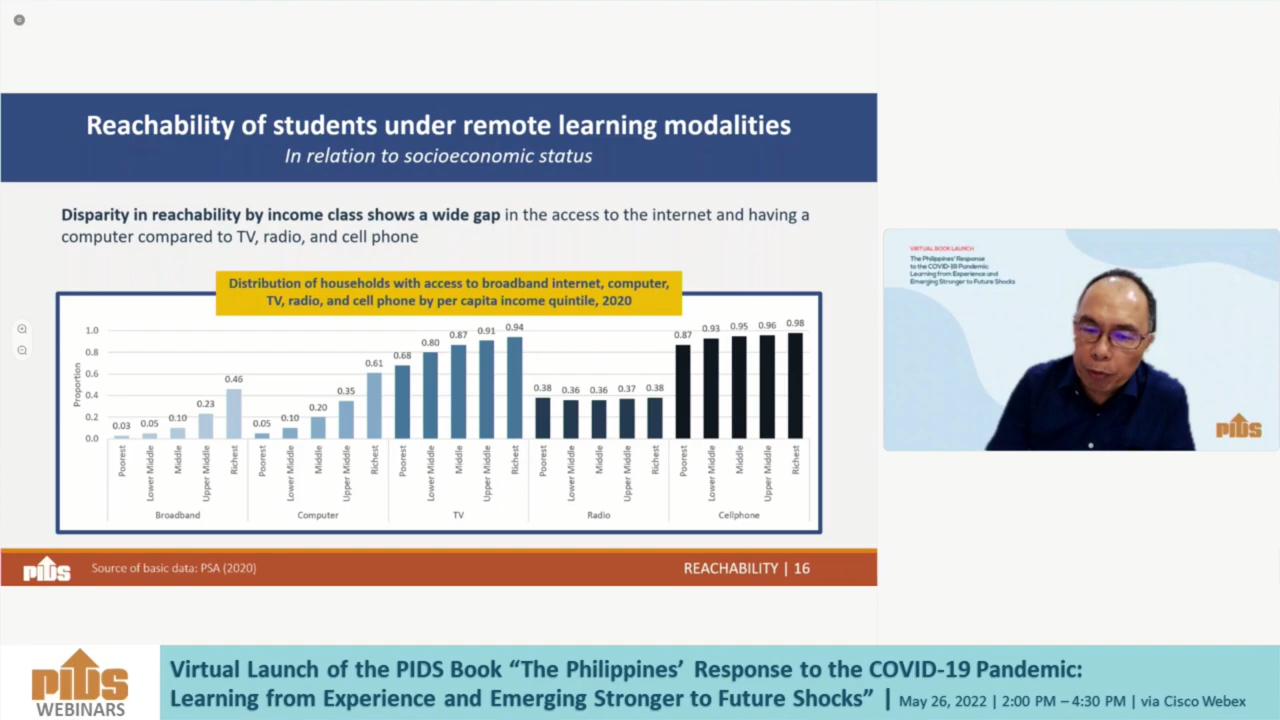 Reachability of students under remote learning modalities
In relation to socioeconomic status
Disparity in reachability by income class shows a wide gap in the access to the internet and having a
computer compared to TV, radio, and cell phone
Distribution of households with access to broadband internet, computer,
TV, radio, and cell phone by per capita income quintile, 2020
Proportion
1.0
0.8
0.6
0.4
0.2
0.0
0.03 0.05 0.10 0.23 0.46
0.05 0.10 0.20 0.35 0.61
0.68 0.80 0.87 0.91 0.94
0.38 0.36 0.36 0.37 0.38
0.87 0.93 0.95 0.96 0.98
Poorest Lower Middle Middle Upper Middle Richest
Poorest Lower Middle Middle Upper Middle Richest
Poorest Lower Middle Middle Upper Middle Richest
Poorest Lower Middle Middle Upper Middle Richest
Poorest Lower Middle Middle Upper Middle Richest
Broadband Computer TV Radio Cellphone
PIDS
Source of basic data: PSA (2020)
REACHABILITY | 16
VIRTUAL BOOK LAUNCH
The Philippines' Response
to the COVID-19 Pandemic:
Learning from Experience and
Emerging Stronger to Future Shocks
PIDS
PIDS
WEBINARS
Virtual Launch of the PIDS Book “The Philippines’ Response to the COVID-19 Pandemic:
Learning from Experience and Emerging Stronger to Future Shocks” | May 26, 2022 | 2:00 PM – 4:30 PM | via Cisco Webex